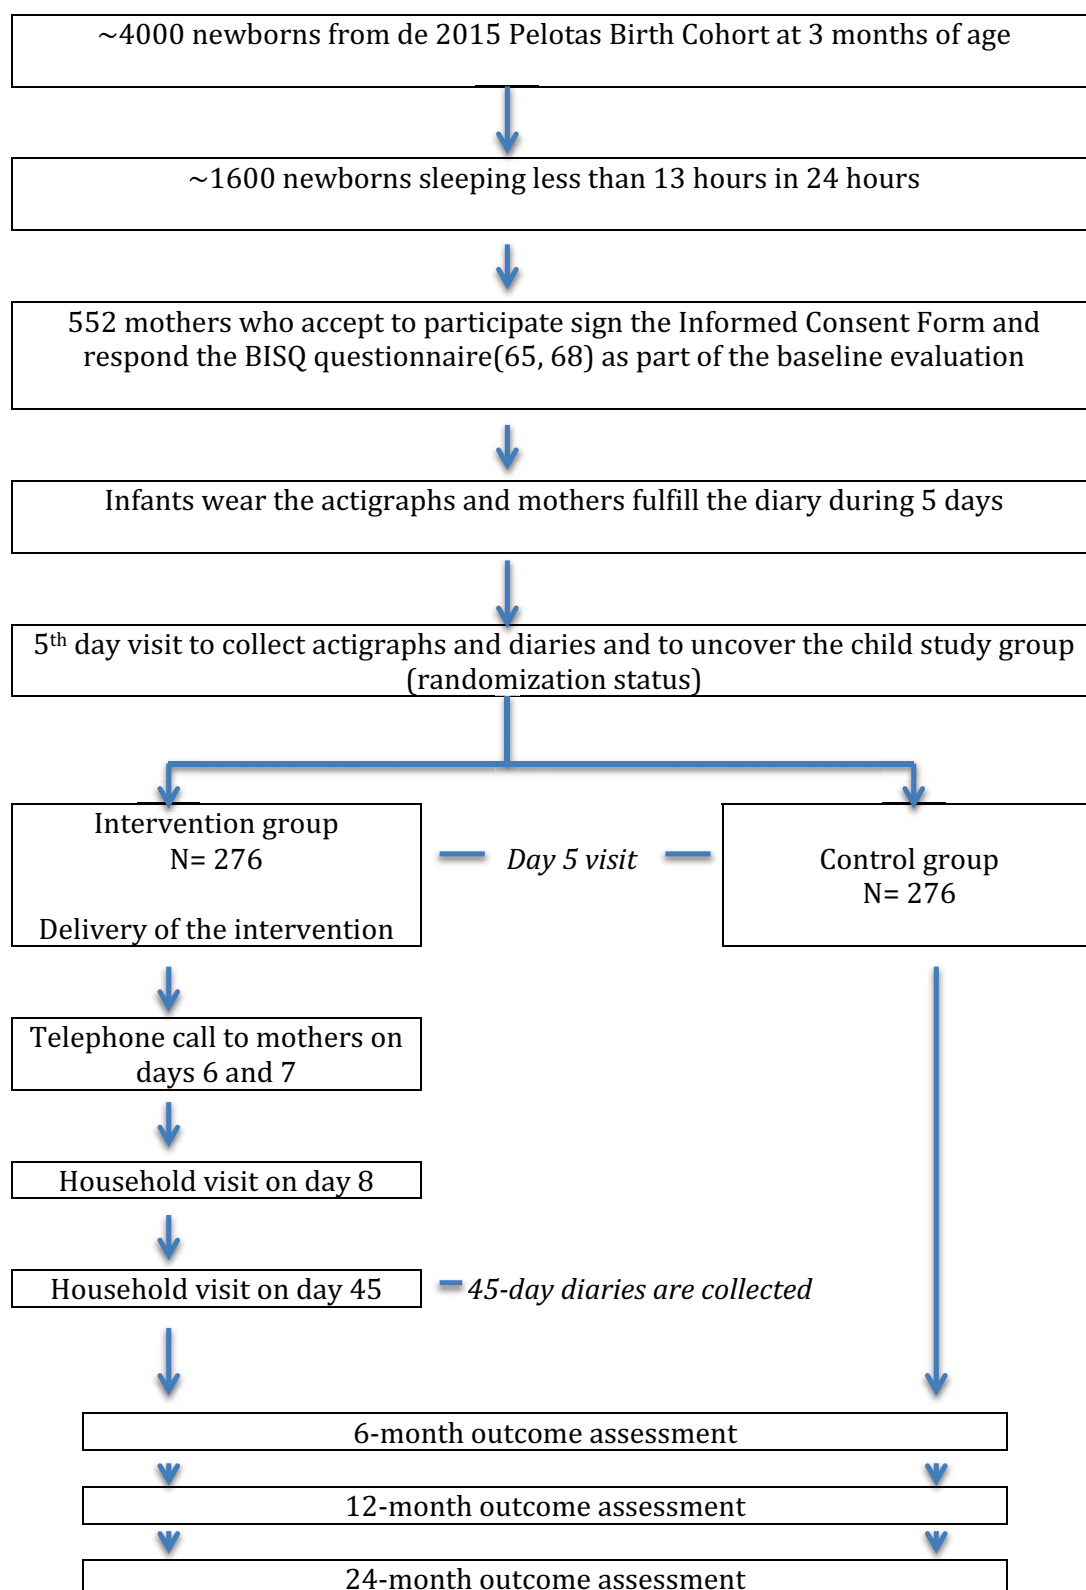 ~4000 newborns from de 2015 Pelotas Birth Cohort at 3 months of age
~1600 newborns sleeping less than 13 hours in 24 hours
552 mothers who accept to participate sign the Informed Consent Form and
respond the BISQ questionnaire(65, 68) as part of the baseline evaluation
Infants wear the actigraphs and mothers fulfill the diary during 5 days
5th day visit to collect actigraphs and diaries and to uncover the child study group
(randomization status)
Intervention group
N= 276
Delivery of the intervention
Day 5 visit
Control group
N= 276
Telephone call to mothers on
days 6 and 7
Household visit on day 8
Household visit on day 45
45-day diaries are collected
6-month outcome assessment
12-month outcome assessment
24-month outcome assessment